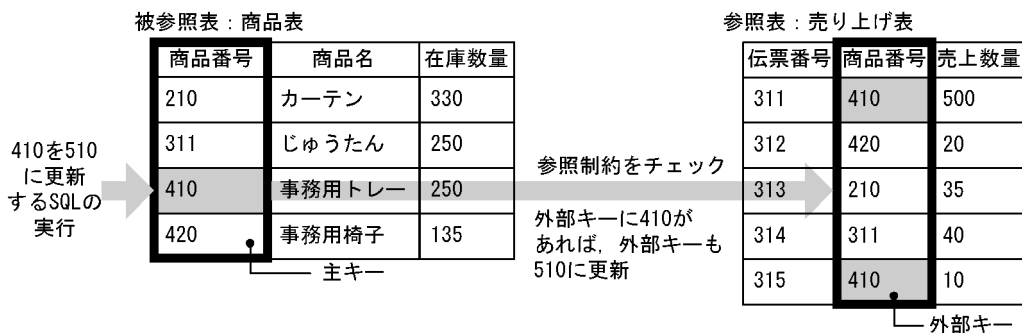 被参照表：商品表
商品番号 商品名 在庫数量
210 カーテン 330
311 じゅうたん 250
410 事務用トレー 250
420 事務用椅子 135
主キー
410を510
に更新
するSQLの
実行
参照制約をチェック
外部キーに410が
あれば，外部キーも
510に更新
参照表：売り上げ表
伝票番号 商品番号 売上数量
311 410 500
312 420 20
313 210 35
314 311 40
315 410 10
外部キー